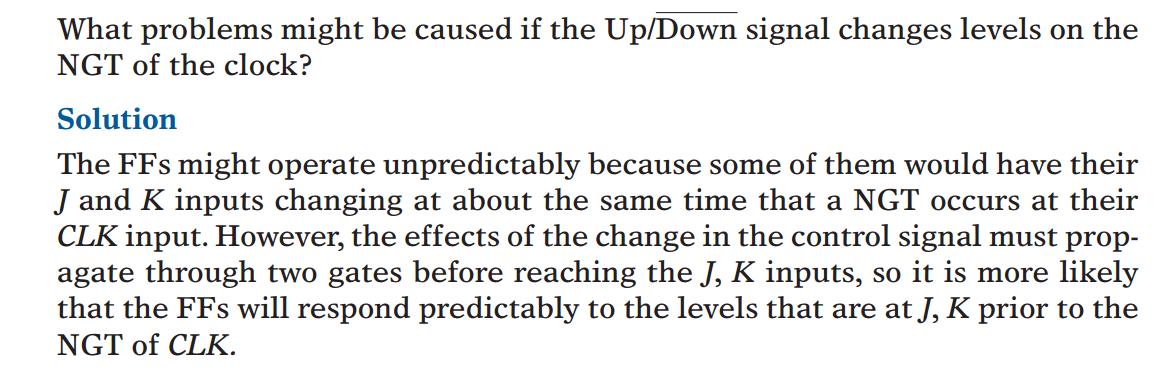 What problems might be caused if the Up/Down signal changes levels on the
NGT of the clock?
Solution
The FFs might operate unpredictably because some of them would have their
J and K inputs changing at about the same time that a NGT occurs at their
CLK input. However, the effects of the change in the control signal must prop-
agate through two gates before reaching the J, K inputs, so it is more likely
that the FFs will respond predictably to the levels that are at J, K prior to the
NGT of CLK.